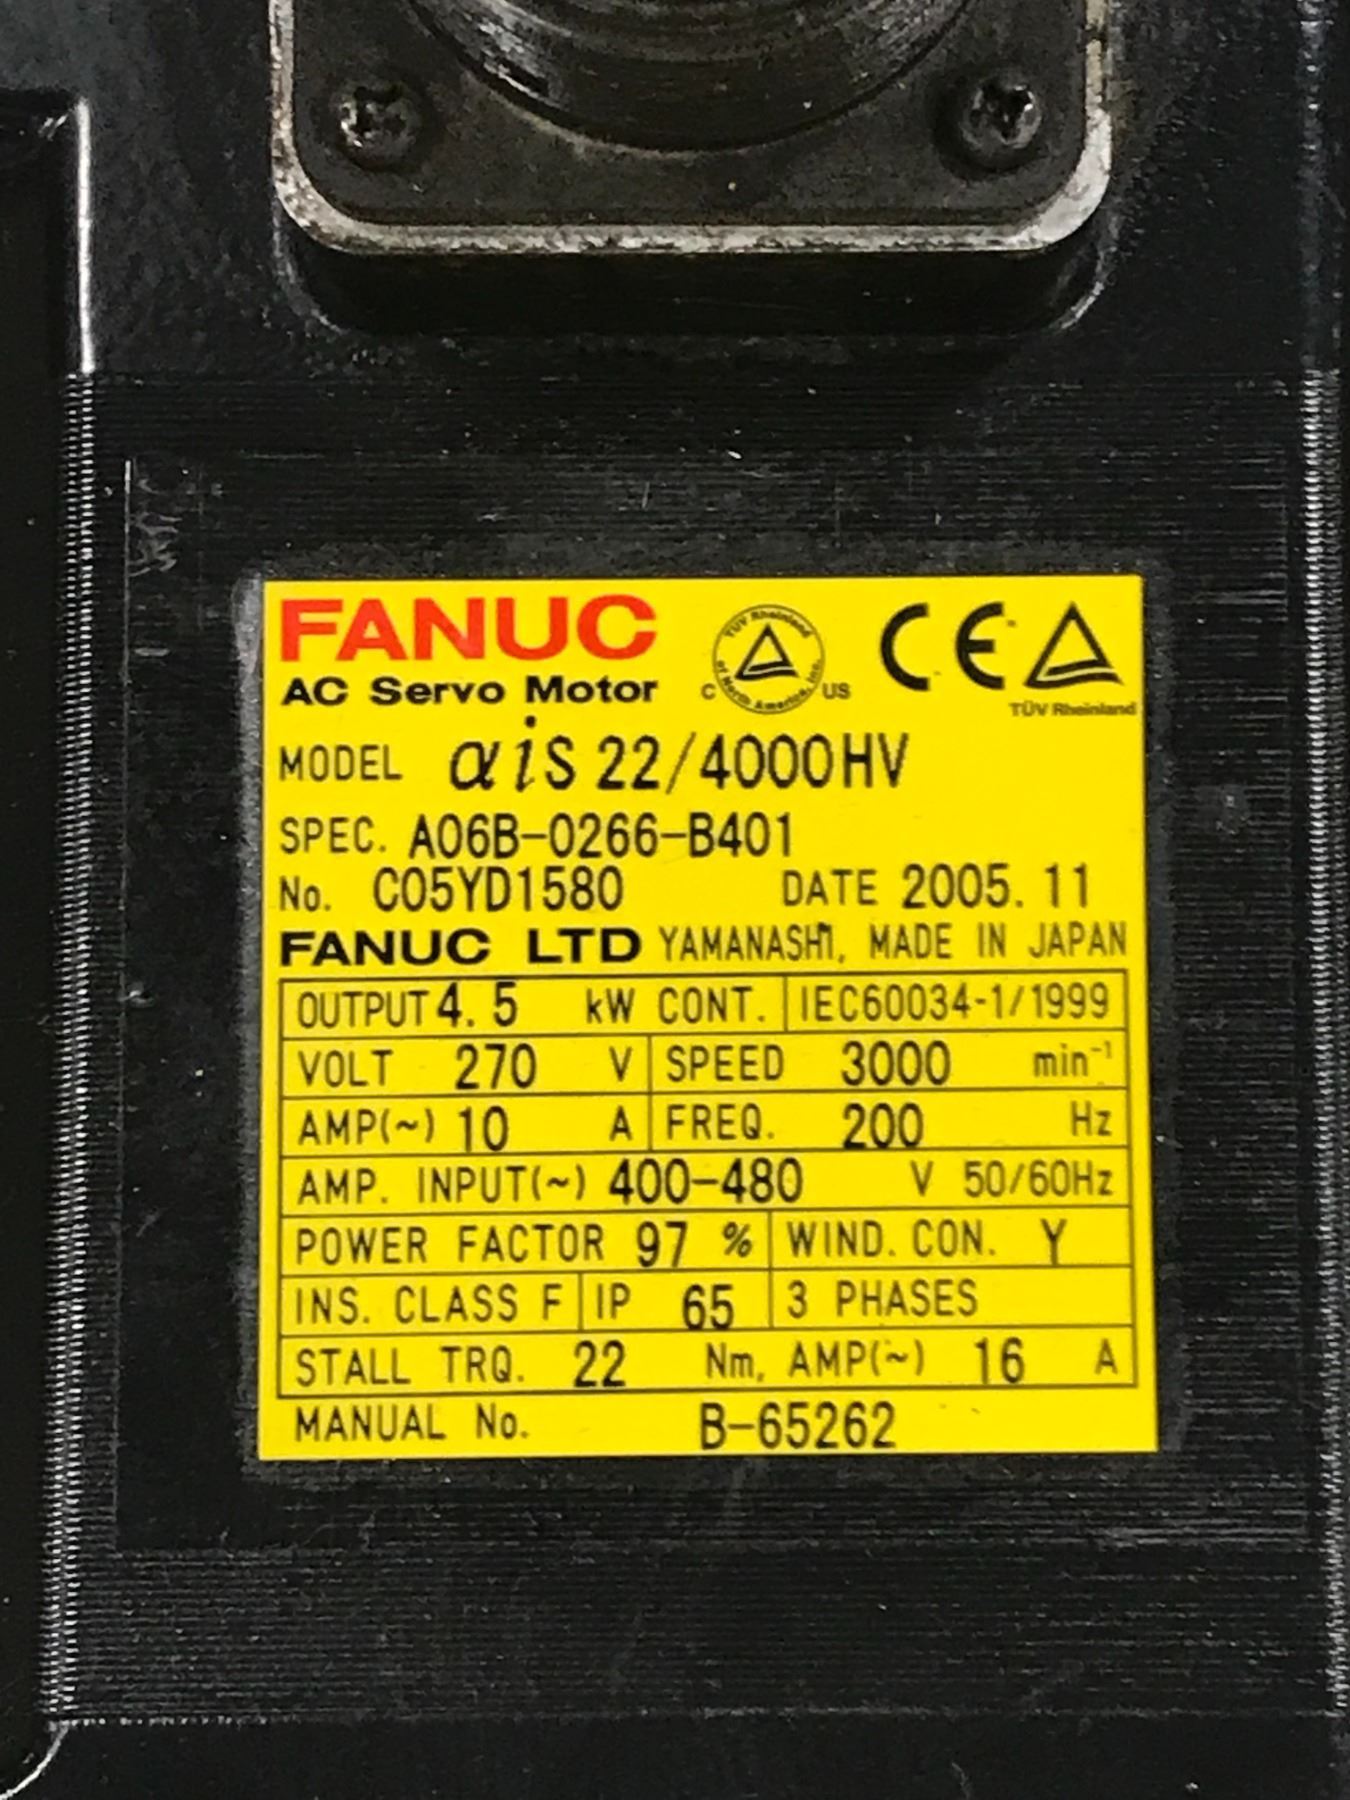 FANUC
AC Servo Motor
TÜV Rheinland of North America, Inc.
C US
CE
TÜV Rheinland
MODEL αiS 22/4000HV
SPEC. A06B-0266-B401
No. C05YD1580 DATE 2005.11
FANUC LTD YAMANASHI, MADE IN JAPAN
OUTPUT 4.5 kW CONT. IEC60034-1/1999
VOLT 270 V SPEED 3000 min⁻¹
AMP(~) 10 A FREQ. 200 Hz
AMP. INPUT(~) 400-480 V 50/60Hz
POWER FACTOR 97 % WIND. CON. Y
INS. CLASS F IP 65 3 PHASES
STALL TRQ. 22 Nm, AMP(~) 16 A
MANUAL No. B-65262